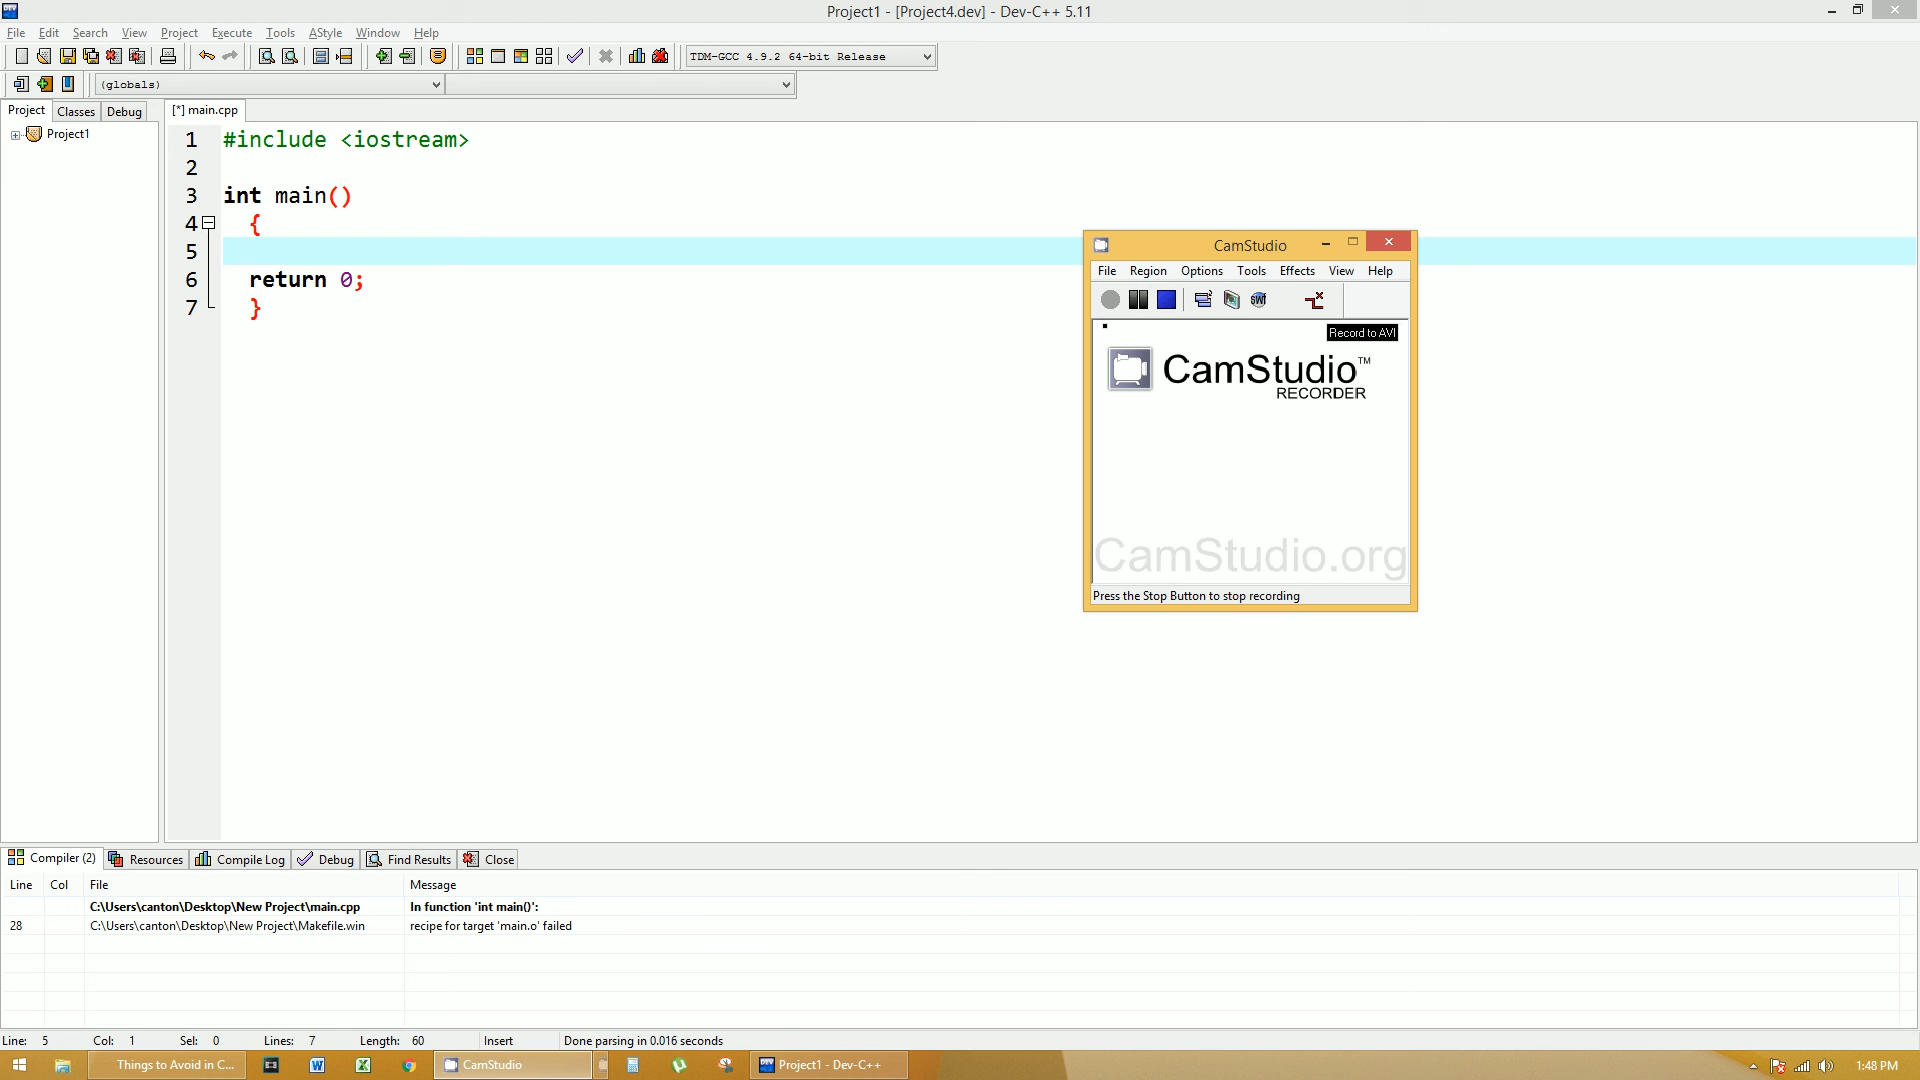 Project1 - [Project4.dev] - Dev-C++ 5.11
File Edit Search View Project Execute Tools AStyle Window Help
TDM-GCC 4.9.2 64-bit Release
(globals)
Project Classes Debug
[*] main.cpp
Project1
1 #include <iostream>
2
3 int main()
4 {
5
6 return 0;
7 }
CamStudio
File Region Options Tools Effects View Help
Record to AVI
CamStudio™
RECORDER
CamStudio.org
Press the Stop Button to stop recording
Compiler (2) Resources Compile Log Debug Find Results Close
Line Col File Message
C:\Users\canton\Desktop\New Project\main.cpp In function 'int main()':
28 C:\Users\canton\Desktop\New Project\Makefile.win recipe for target 'main.o' failed
Line: 5 Col: 1 Sel: 0 Lines: 7 Length: 60 Insert Done parsing in 0.016 seconds
Things to Avoid in C... CamStudio Project1 - Dev-C++ 1:48 PM